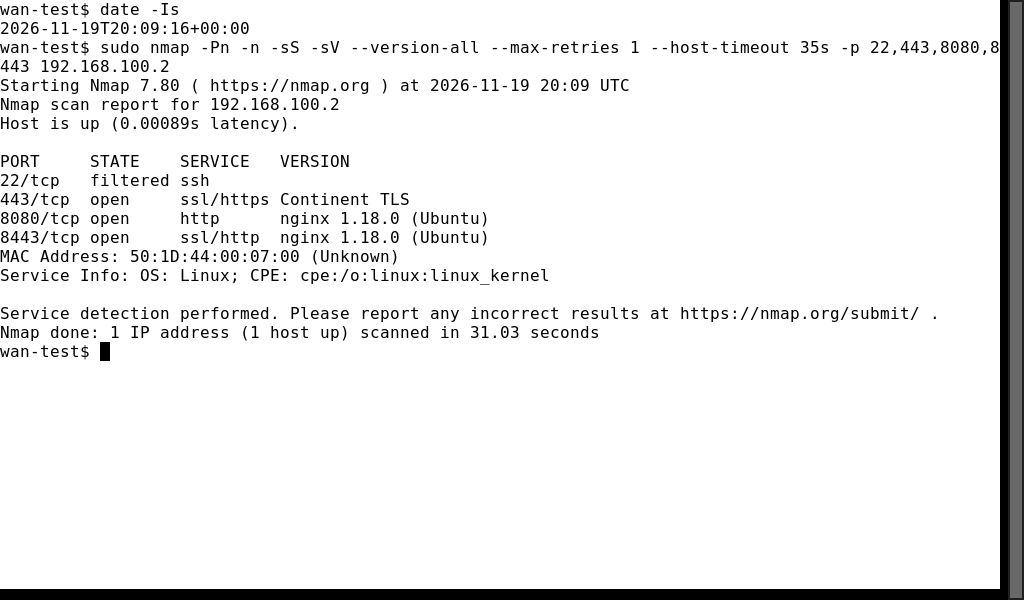 wan-test$ date -Is
2026-11-19T20:09:16+00:00
wan-test$ sudo nmap -Pn -n -sS -sV --version-all --max-retries 1 --host-timeout 35s -p 22,443,8080,8
443 192.168.100.2
Starting Nmap 7.80 ( https://nmap.org ) at 2026-11-19 20:09 UTC
Nmap scan report for 192.168.100.2
Host is up (0.00089s latency).

PORT     STATE    SERVICE   VERSION
22/tcp   filtered ssh
443/tcp  open     ssl/https Continent TLS
8080/tcp open     http      nginx 1.18.0 (Ubuntu)
8443/tcp open     ssl/http  nginx 1.18.0 (Ubuntu)
MAC Address: 50:1D:44:00:07:00 (Unknown)
Service Info: OS: Linux; CPE: cpe:/o:linux:linux_kernel

Service detection performed. Please report any incorrect results at https://nmap.org/submit/ .
Nmap done: 1 IP address (1 host up) scanned in 31.03 seconds
wan-test$